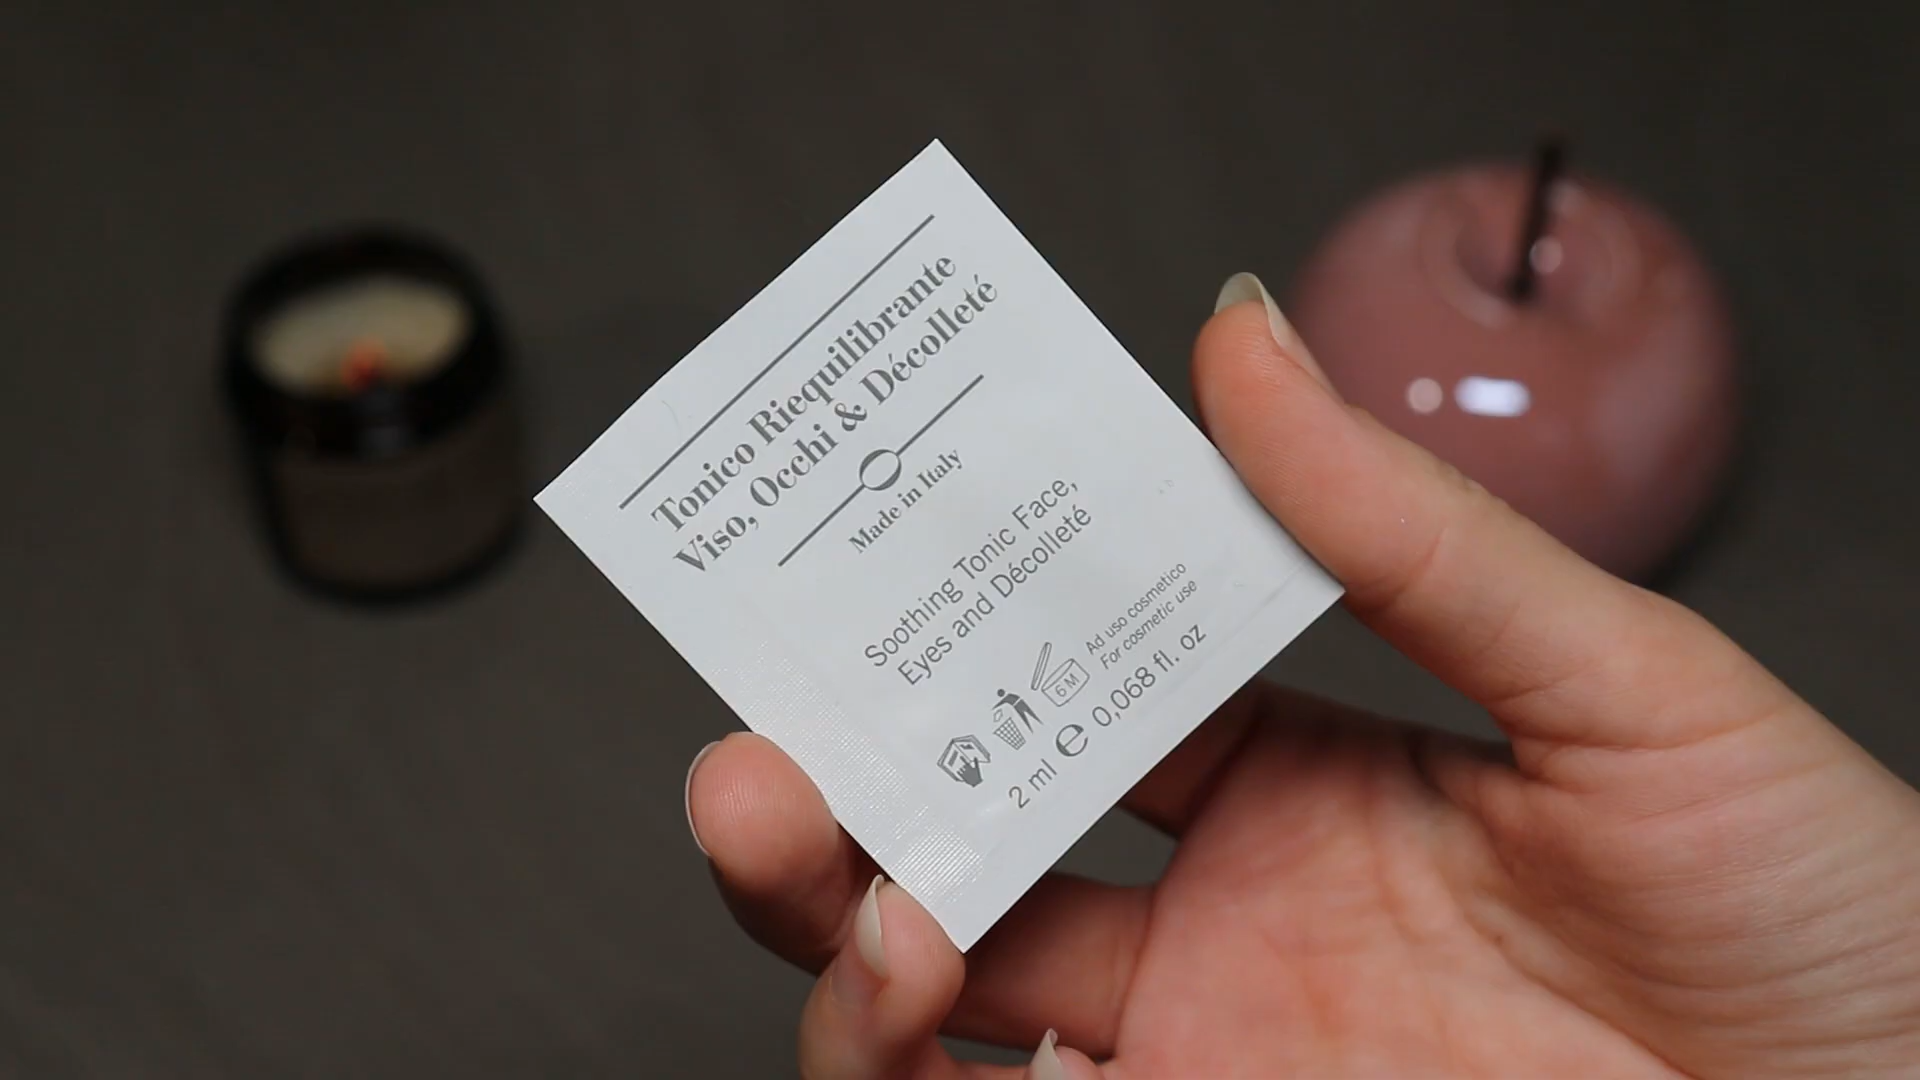 Tonico Riequilibrante
Viso, Occhi & Décolleté
Made in Italy
Soothing Tonic Face,
Eyes and Décolleté
6 M
Ad uso cosmetico
For cosmetic use
2 ml e 0,068 fl. oz